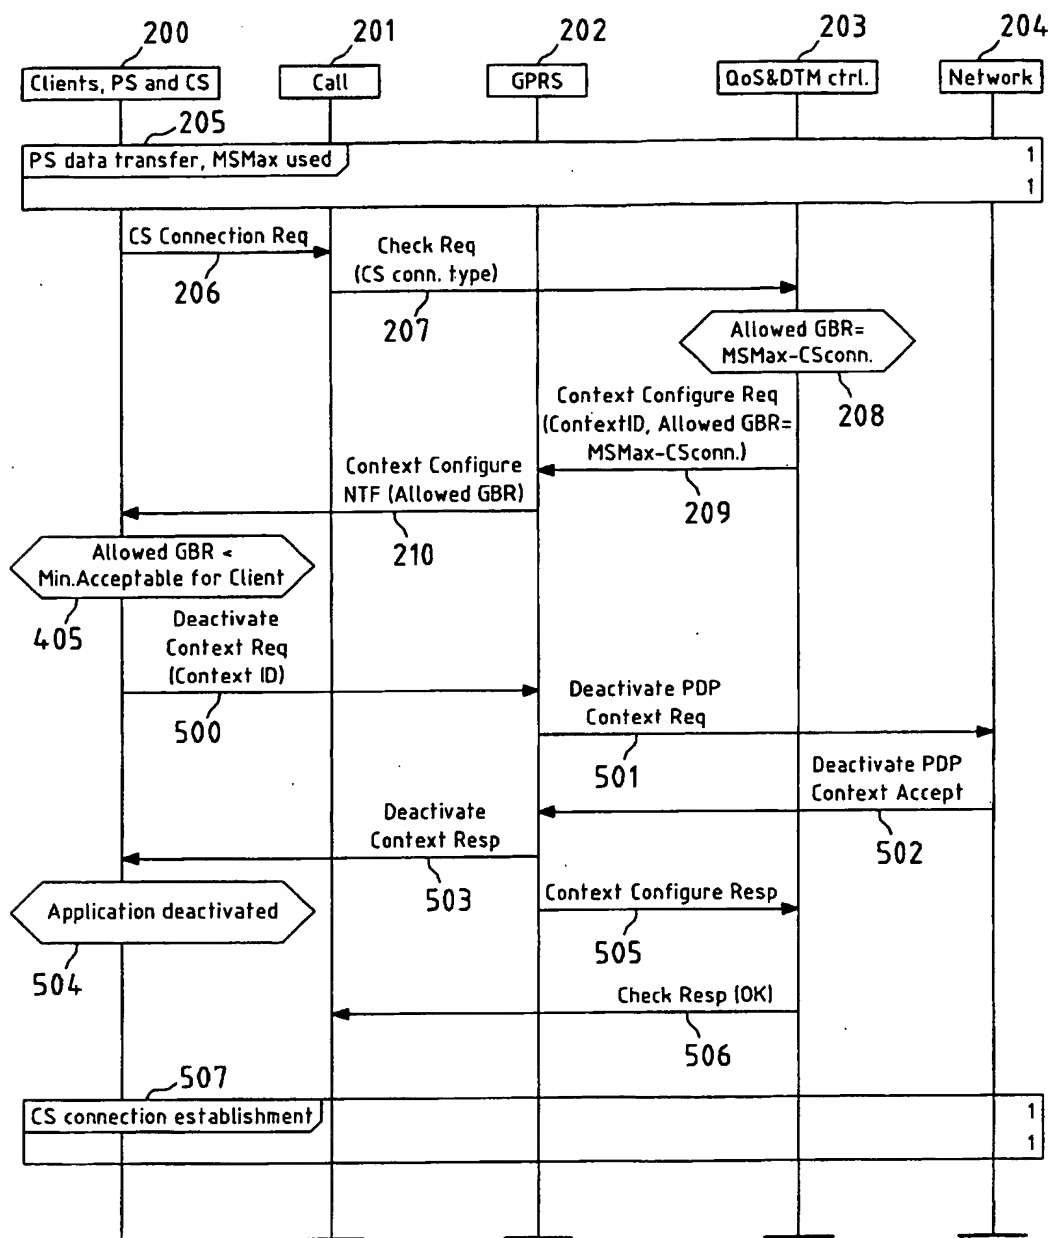 200
201
202
203
204
Clients, PS and CS
Call
GPRS
QoS&DTM ctrl.
Network
205
PS data transfer, MSMax used
1
1
CS Connection Req
206
Check Req
(CS conn. type)
207
Allowed GBR=
MSMax-CSconn.
208
Context Configure Req
(ContextID, Allowed GBR=
MSMax-CSconn.)
209
Context Configure
NTF (Allowed GBR)
210
Allowed GBR <
Min.Acceptable for Client
405
Deactivate
Context Req
(Context ID)
500
Deactivate PDP
Context Req
501
Deactivate PDP
Context Accept
502
Deactivate
Context Resp
503
Application deactivated
504
Context Configure Resp
505
Check Resp (OK)
506
507
CS connection establishment
1
1